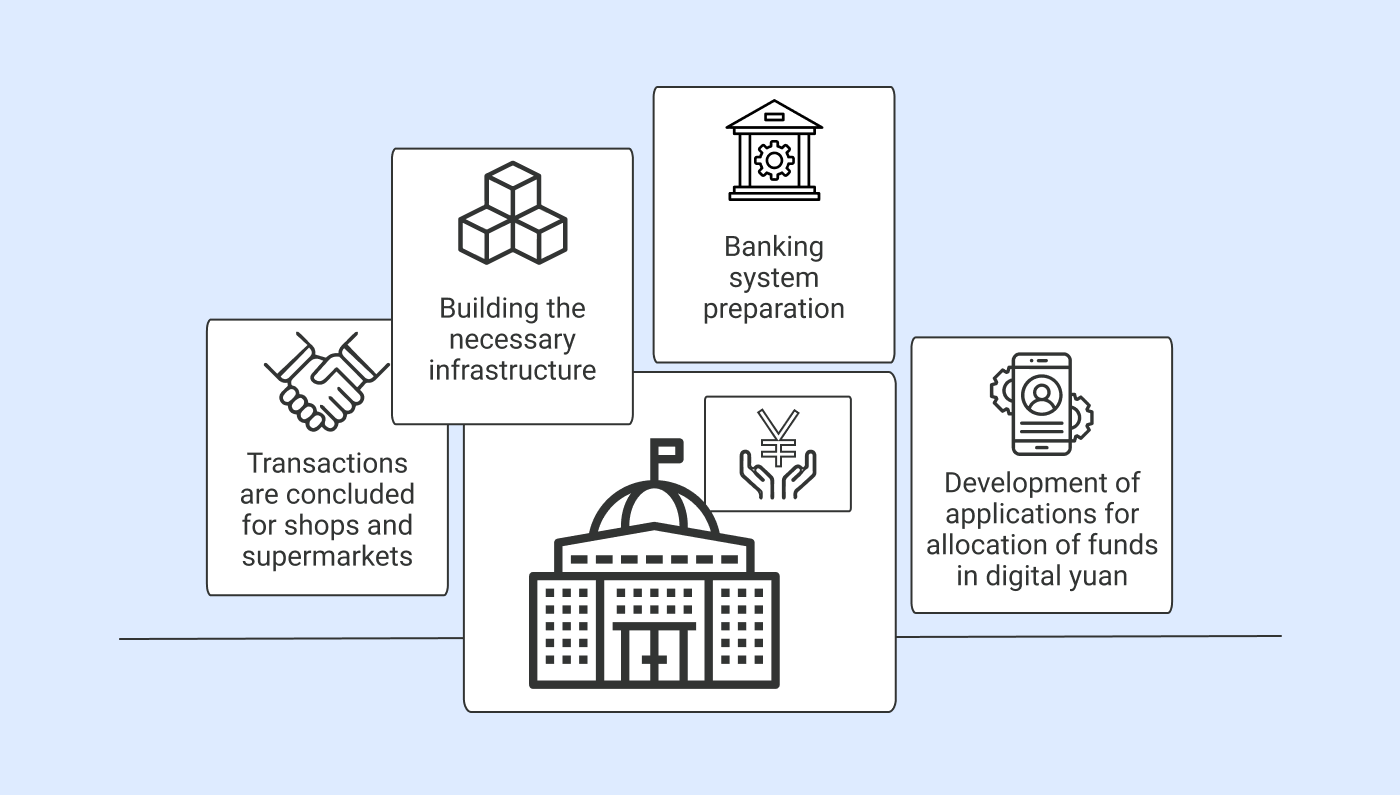 Transactions
are concluded
for shops and
supermarkets
Building the
necessary
infrastructure
Banking
system
preparation
¥
Development of
applications for
allocation of funds
in digital yuan